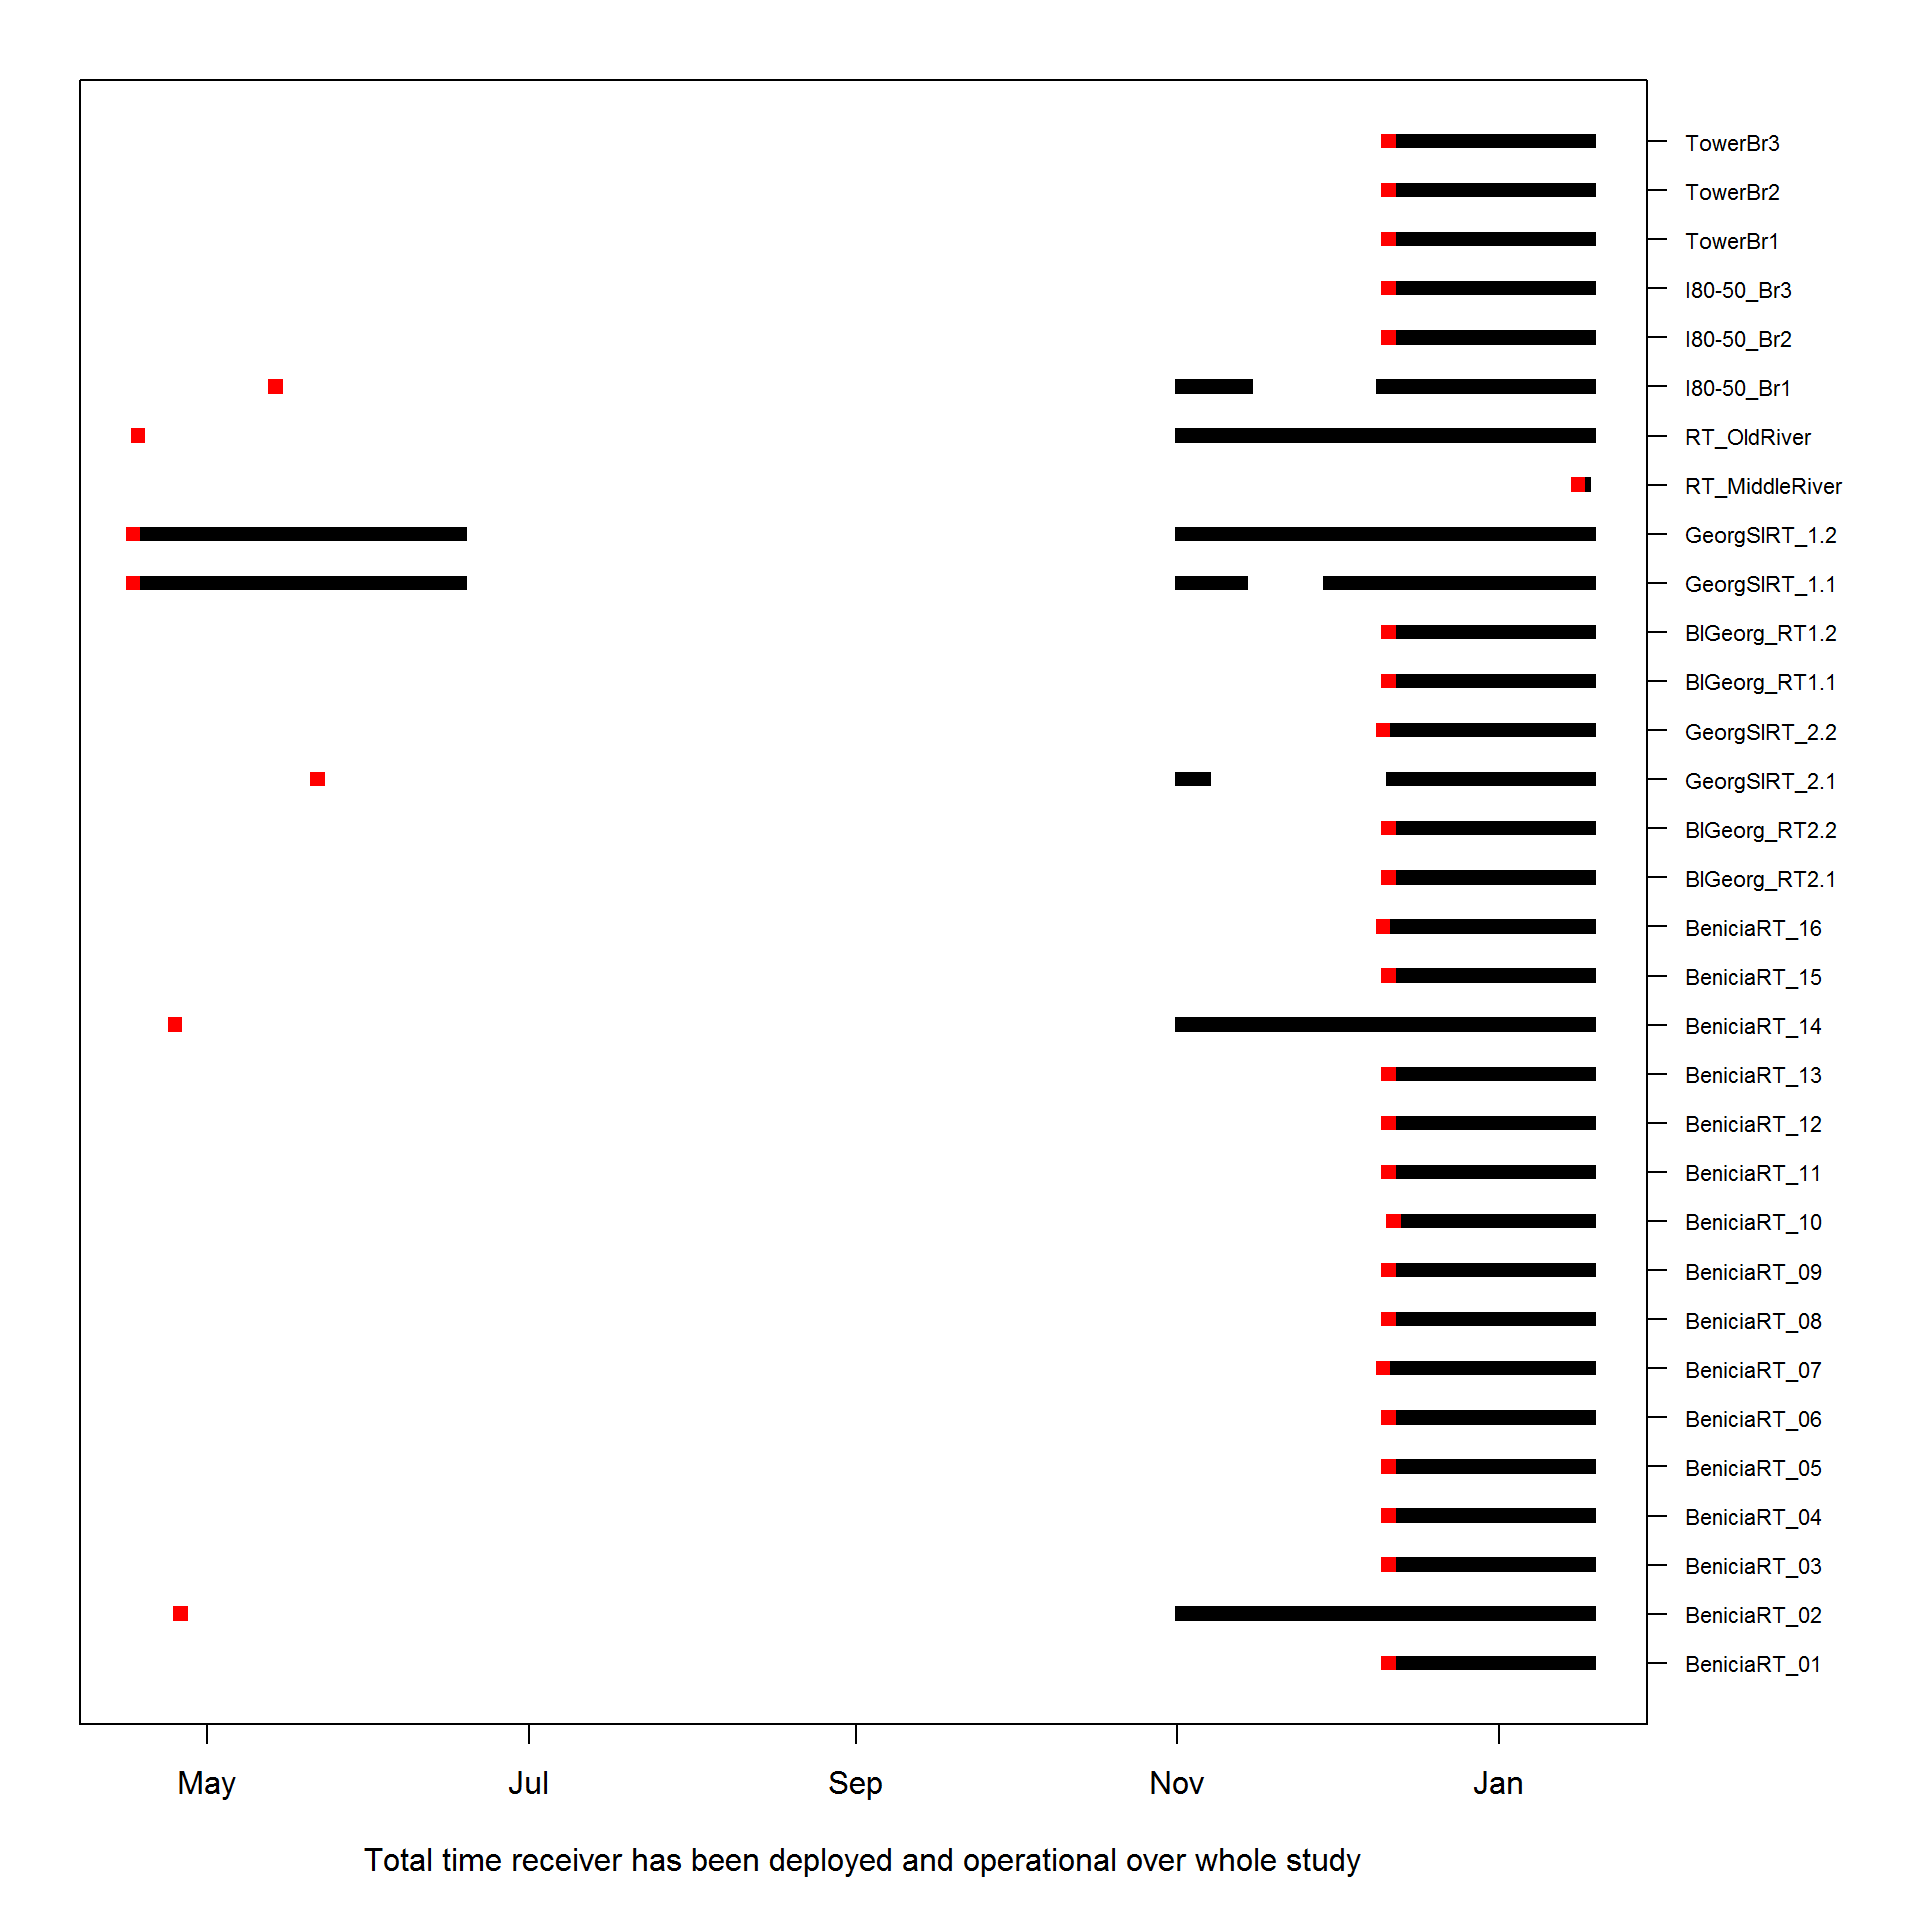 TowerBr3
TowerBr2
TowerBr1
I80-50_Br3
I80-50_Br2
I80-50_Br1
RT_OldRiver
RT_MiddleRiver
GeorgSlRT_1.2
GeorgSlRT_1.1
BlGeorg_RT1.2
BlGeorg_RT1.1
GeorgSlRT_2.2
GeorgSlRT_2.1
BlGeorg_RT2.2
BlGeorg_RT2.1
BeniciaRT_16
BeniciaRT_15
BeniciaRT_14
BeniciaRT_13
BeniciaRT_12
BeniciaRT_11
BeniciaRT_10
BeniciaRT_09
BeniciaRT_08
BeniciaRT_07
BeniciaRT_06
BeniciaRT_05
BeniciaRT_04
BeniciaRT_03
BeniciaRT_02
BeniciaRT_01
May Jul Sep Nov Jan
Total time receiver has been deployed and operational over whole study